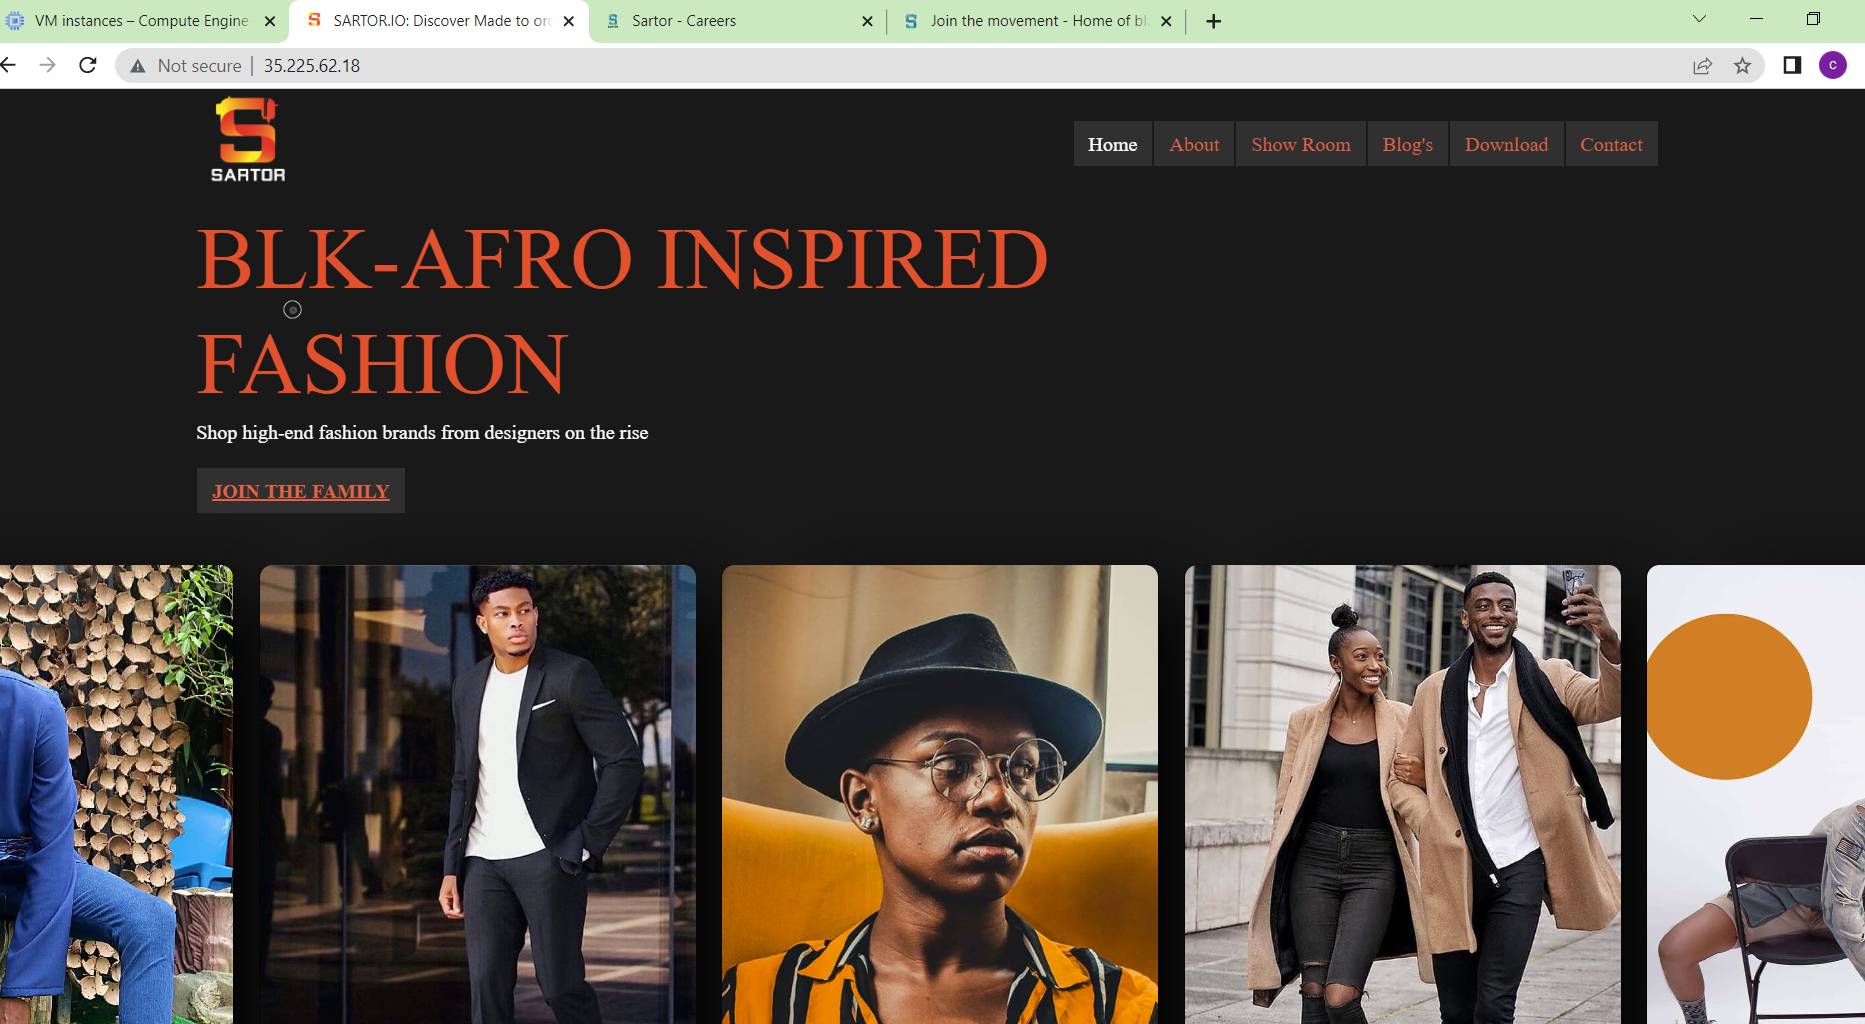 VM instances – Compute Engine
SARTOR.IO: Discover Made to or
Sartor - Careers
Join the movement - Home of bl
Not secure
35.225.62.18
C
S
SARTOR
Home
About
Show Room
Blog's
Download
Contact
BLK-AFRO INSPIRED
FASHION
Shop high-end fashion brands from designers on the rise
JOIN THE FAMILY